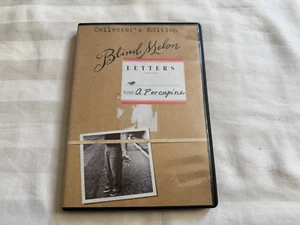 Collector's Edition
Blind Melon
LETTERS
from A Porcupine